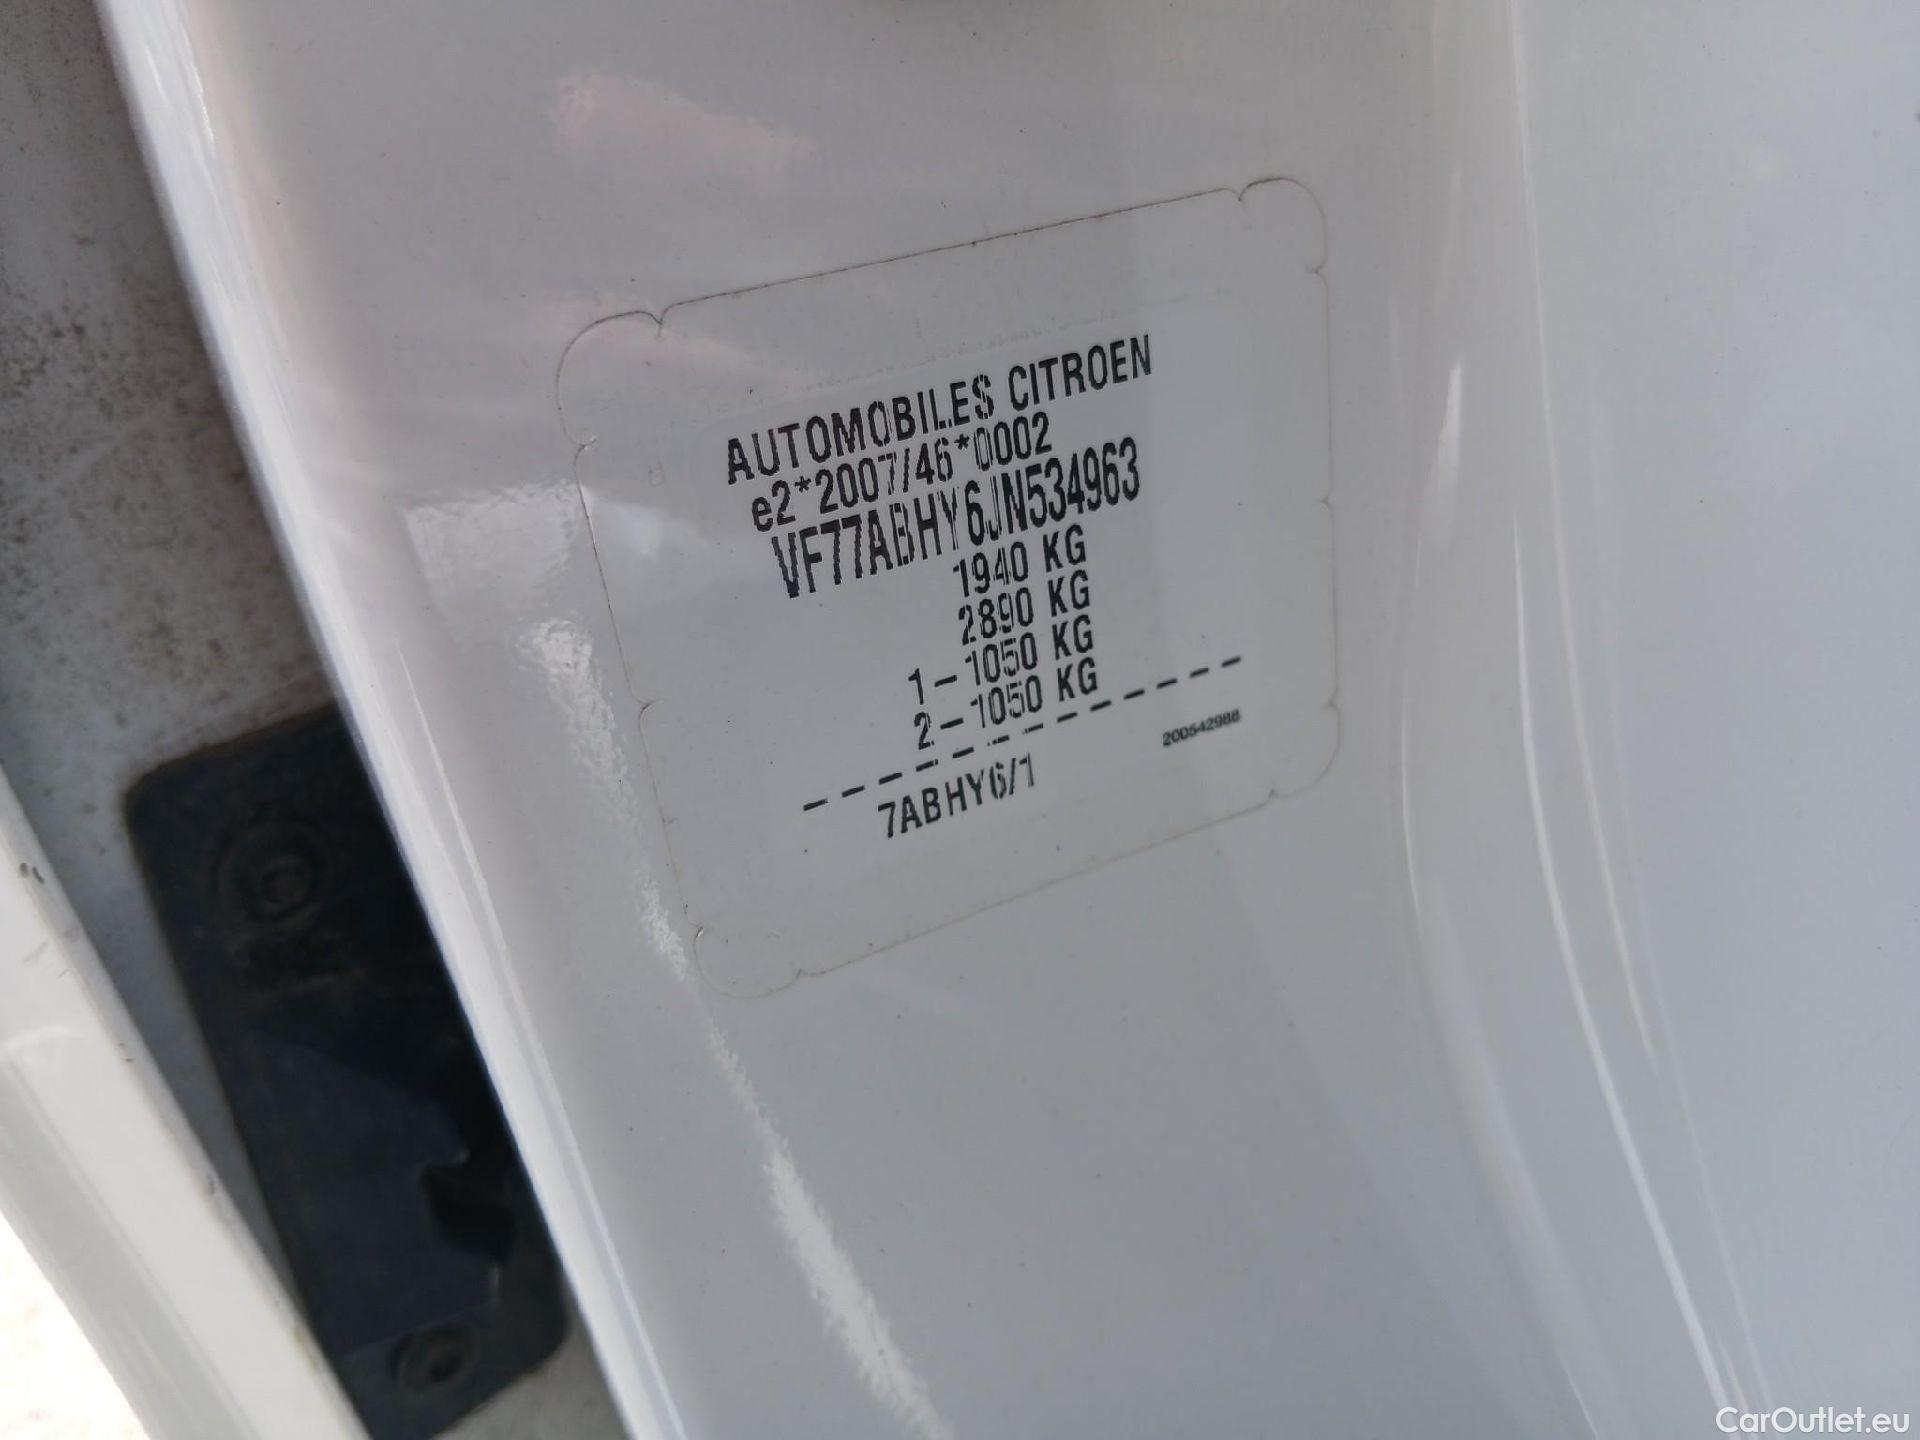 AUTOMOBILES CITROEN
e2*2007/46*0002
VF77ABHY6JN534963
1940 KG
2890 KG
1-1050 KG
2-1050 KG
200542988
7ABHY6/1
CarOutlet.eu